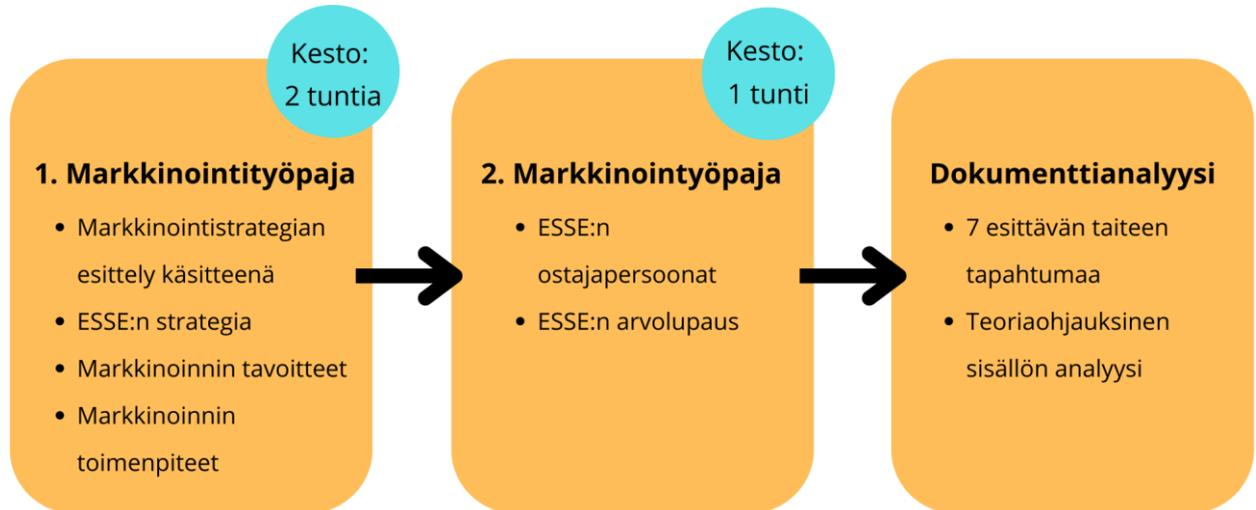 Kesto:
2 tuntia
1. Markkinointityöpaja
• Markkinointistrategian
esittely käsitteenä
• ESSE:n strategia
• Markkinoinnin tavoitteet
• Markkinoinnin
toimenpiteet
Kesto:
1 tunti
2. Markkinointyöpaja
• ESSE:n
ostajapersoonat
• ESSE:n arvolupaus
Dokumenttianalyysi
• 7 esittävän taiteen
tapahtumaa
• Teoriaohjauksinen
sisällön analyysi